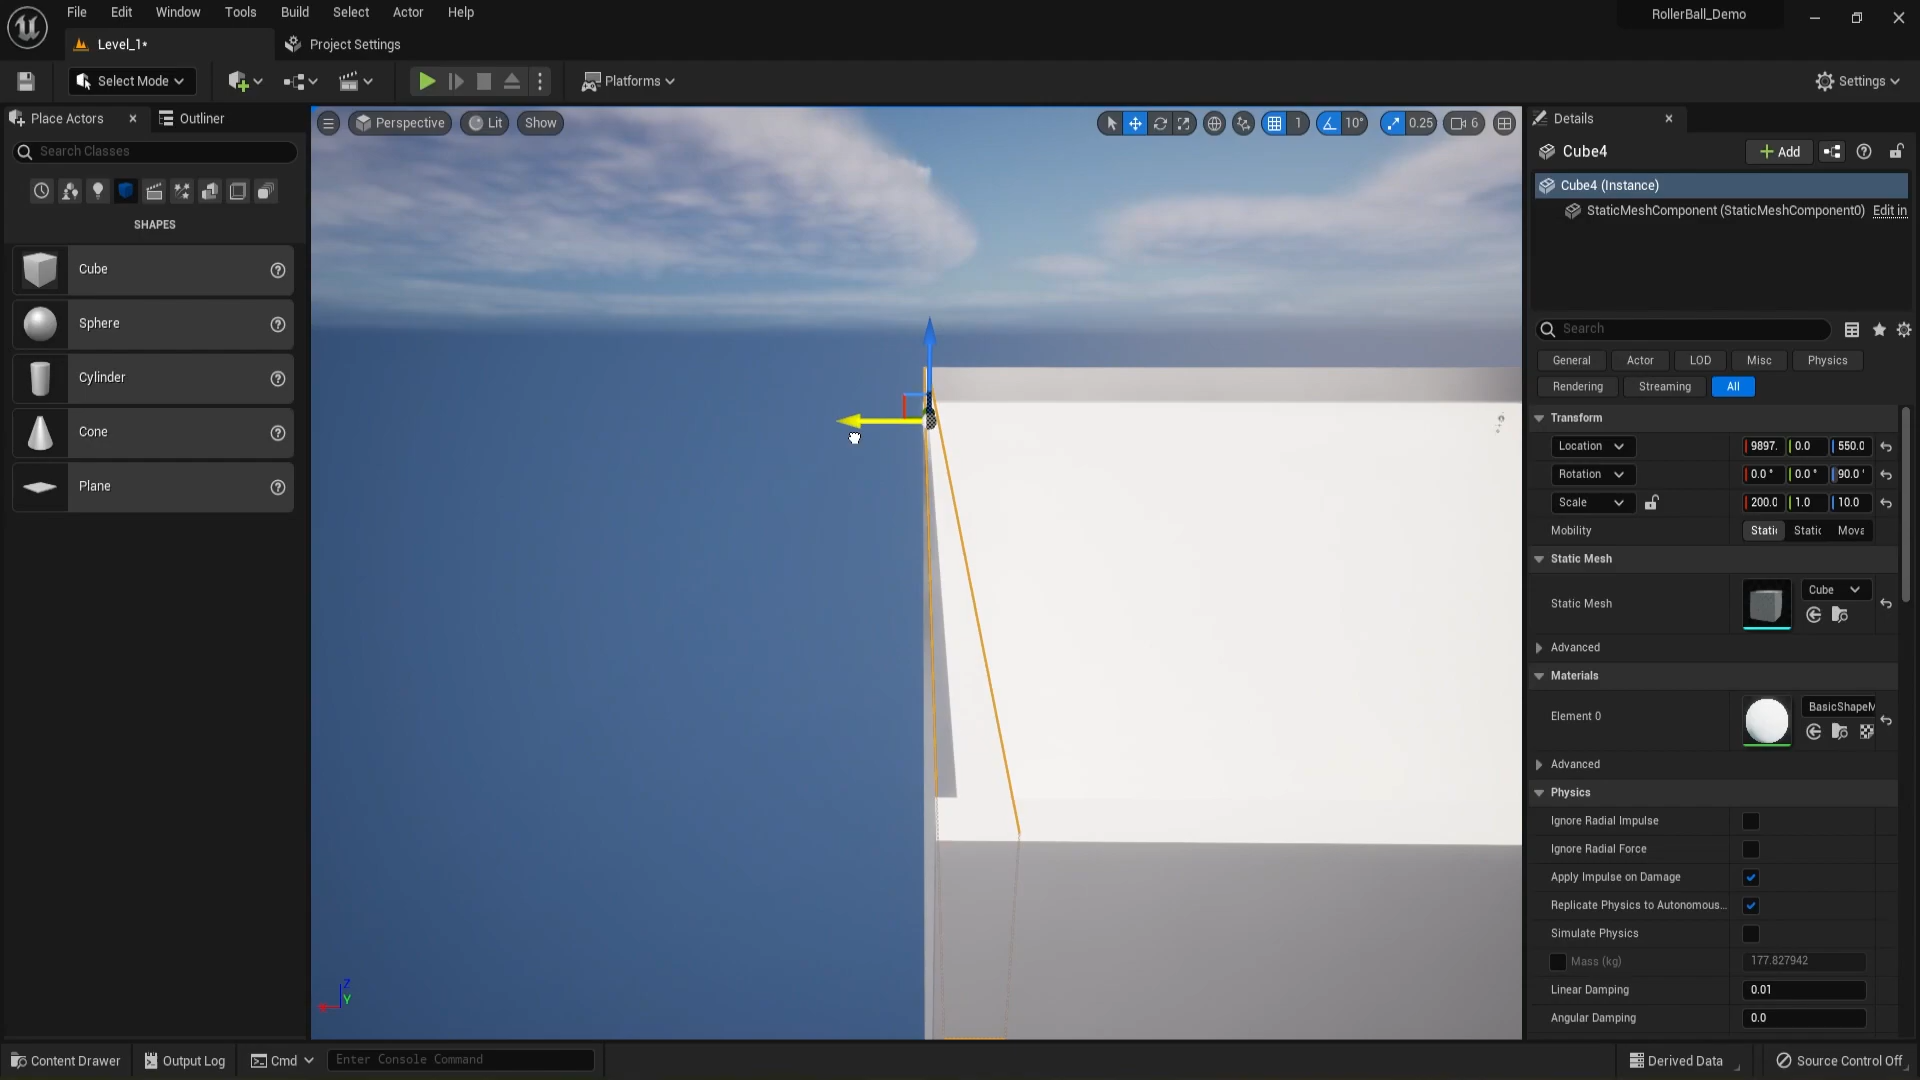 File Edit Window Tools Build Select Actor Help
RollerBall_Demo
Level_1*
Project Settings
Select Mode
Platforms
Settings
Place Actors
Outliner
Perspective
Lit
Show
1
10°
0.25
6
Details
Search Classes
Cube4
Add
Cube4 (Instance)
StaticMeshComponent (StaticMeshComponent0) Edit in
SHAPES
Cube
Sphere
Cylinder
Cone
Plane
Search
General Actor LOD Misc Physics
Rendering Streaming All
Transform
Location 9897. 0.0 550.0
Rotation 0.0 ° 0.0 ° 90.0 °
Scale 200.0 1.0 10.0
Mobility Static Static Mova
Static Mesh
Static Mesh Cube
Advanced
Materials
Element 0 BasicShapeM
Advanced
Physics
Ignore Radial Impulse
Ignore Radial Force
Apply Impulse on Damage
Replicate Physics to Autonomous...
Simulate Physics
Mass (kg) 177.827942
Linear Damping 0.01
Angular Damping 0.0
Z
Y
Content Drawer
Output Log
Cmd
Enter Console Command
Derived Data
Source Control Off